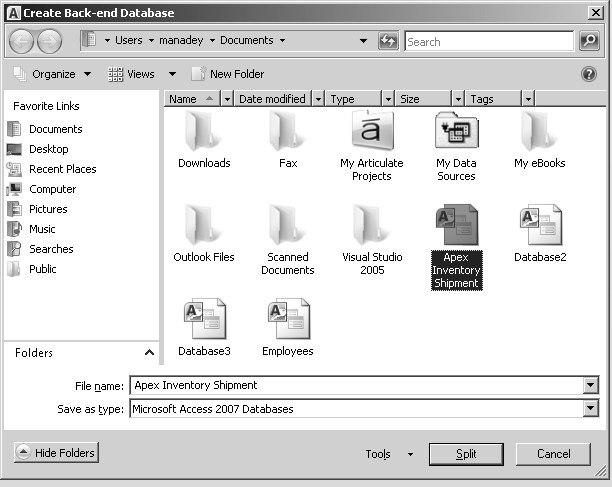 Create Back-end Database
Users manadey Documents Search
Organize Views New Folder
Favorite Links
Documents
Desktop
Recent Places
Computer
Pictures
Music
Searches
Public
Folders
Name Date modified Type Size Tags
Downloads
Fax
My Articulate
Projects
My Data
Sources
My eBooks
Outlook Files
Scanned
Documents
Visual Studio
2005
Apex
Inventory
Shipment
Database2
Database3
Employees
File name: Apex Inventory Shipment
Save as type: Microsoft Access 2007 Databases
Hide Folders Tools Split Cancel